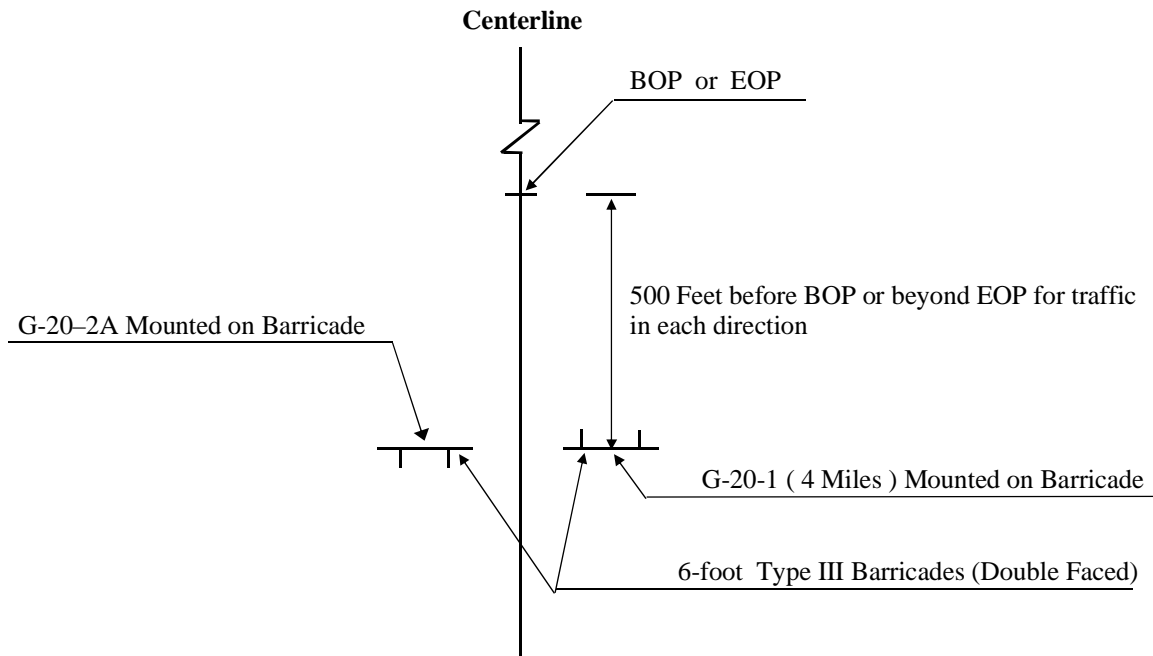 Centerline
BOP or EOP
500 Feet before BOP or beyond EOP for traffic
in each direction
G-20–2A Mounted on Barricade
G-20-1 ( 4 Miles ) Mounted on Barricade
6-foot Type III Barricades (Double Faced)